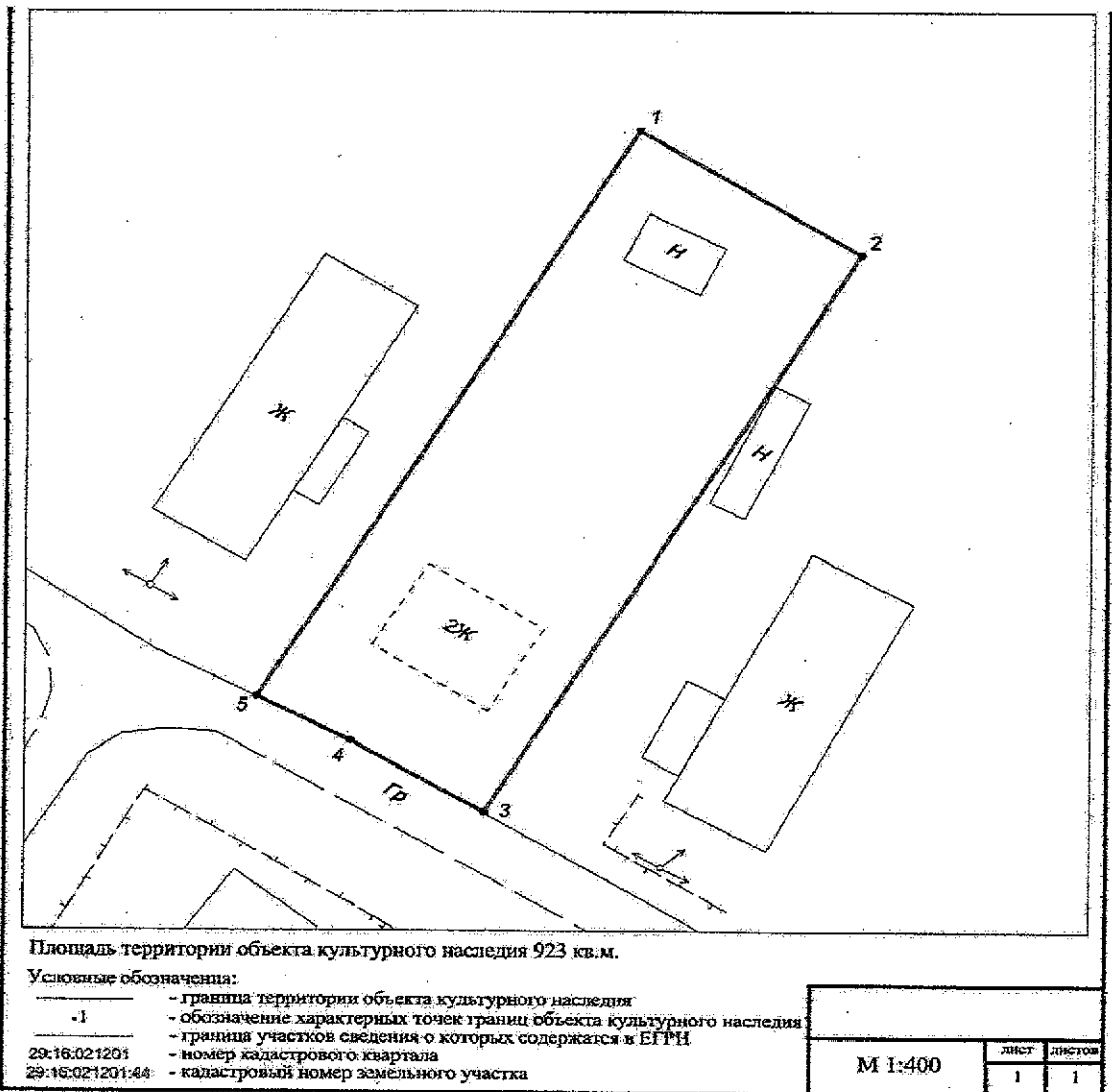 1
2
Н
Ж
Н
2Ж
Ж
5
4
Гр
3
Площадь территории объекта культурного наследия 923 кв.м.
Условные обозначения:
- граница территории объекта культурного наследия
-1 - обозначение характерных точек границ объекта культурного наследия
- граница участков сведения о которых содержатся в ЕГРН
29:16:021201 - номер кадастрового квартала
29:16:021201:44 - кадастровый номер земельного участка
М 1:400
лист листов
1 1